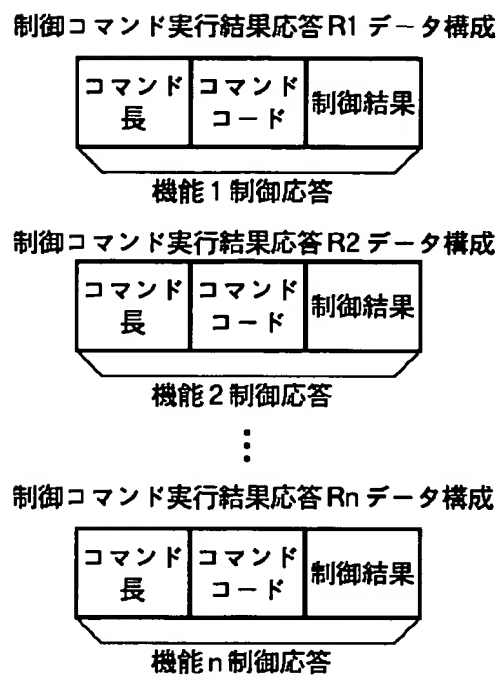 制御コマンド実行結果応答R1データ構成
コマンド長 コマンドコード 制御結果
機能1制御応答
制御コマンド実行結果応答R2データ構成
コマンド長 コマンドコード 制御結果
機能2制御応答
⋮
制御コマンド実行結果応答Rnデータ構成
コマンド長 コマンドコード 制御結果
機能n制御応答